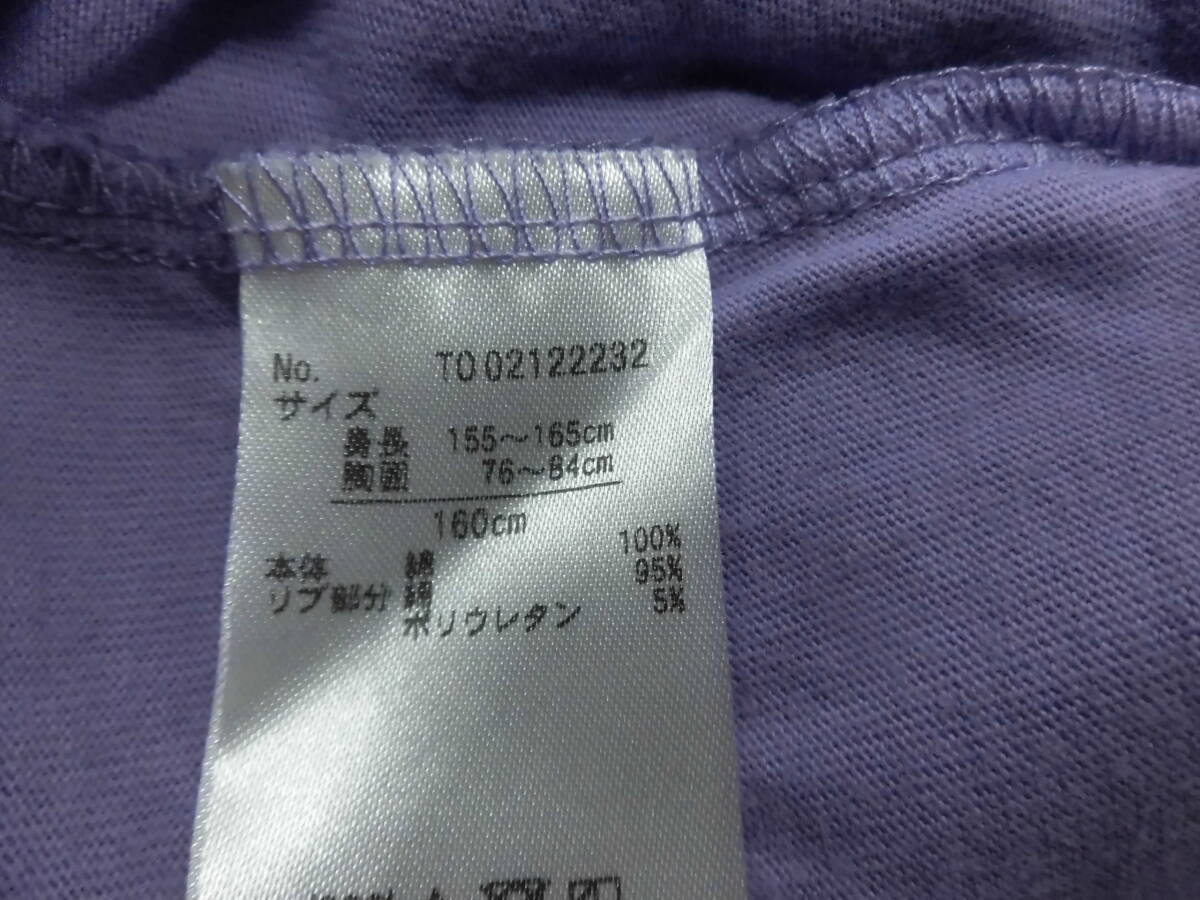 No. TO02122232
サイズ
身長 155～165cm
胸囲 76～84cm
160cm
本体 綿 100%
リブ部分 綿 95%
ポリウレタン 5%